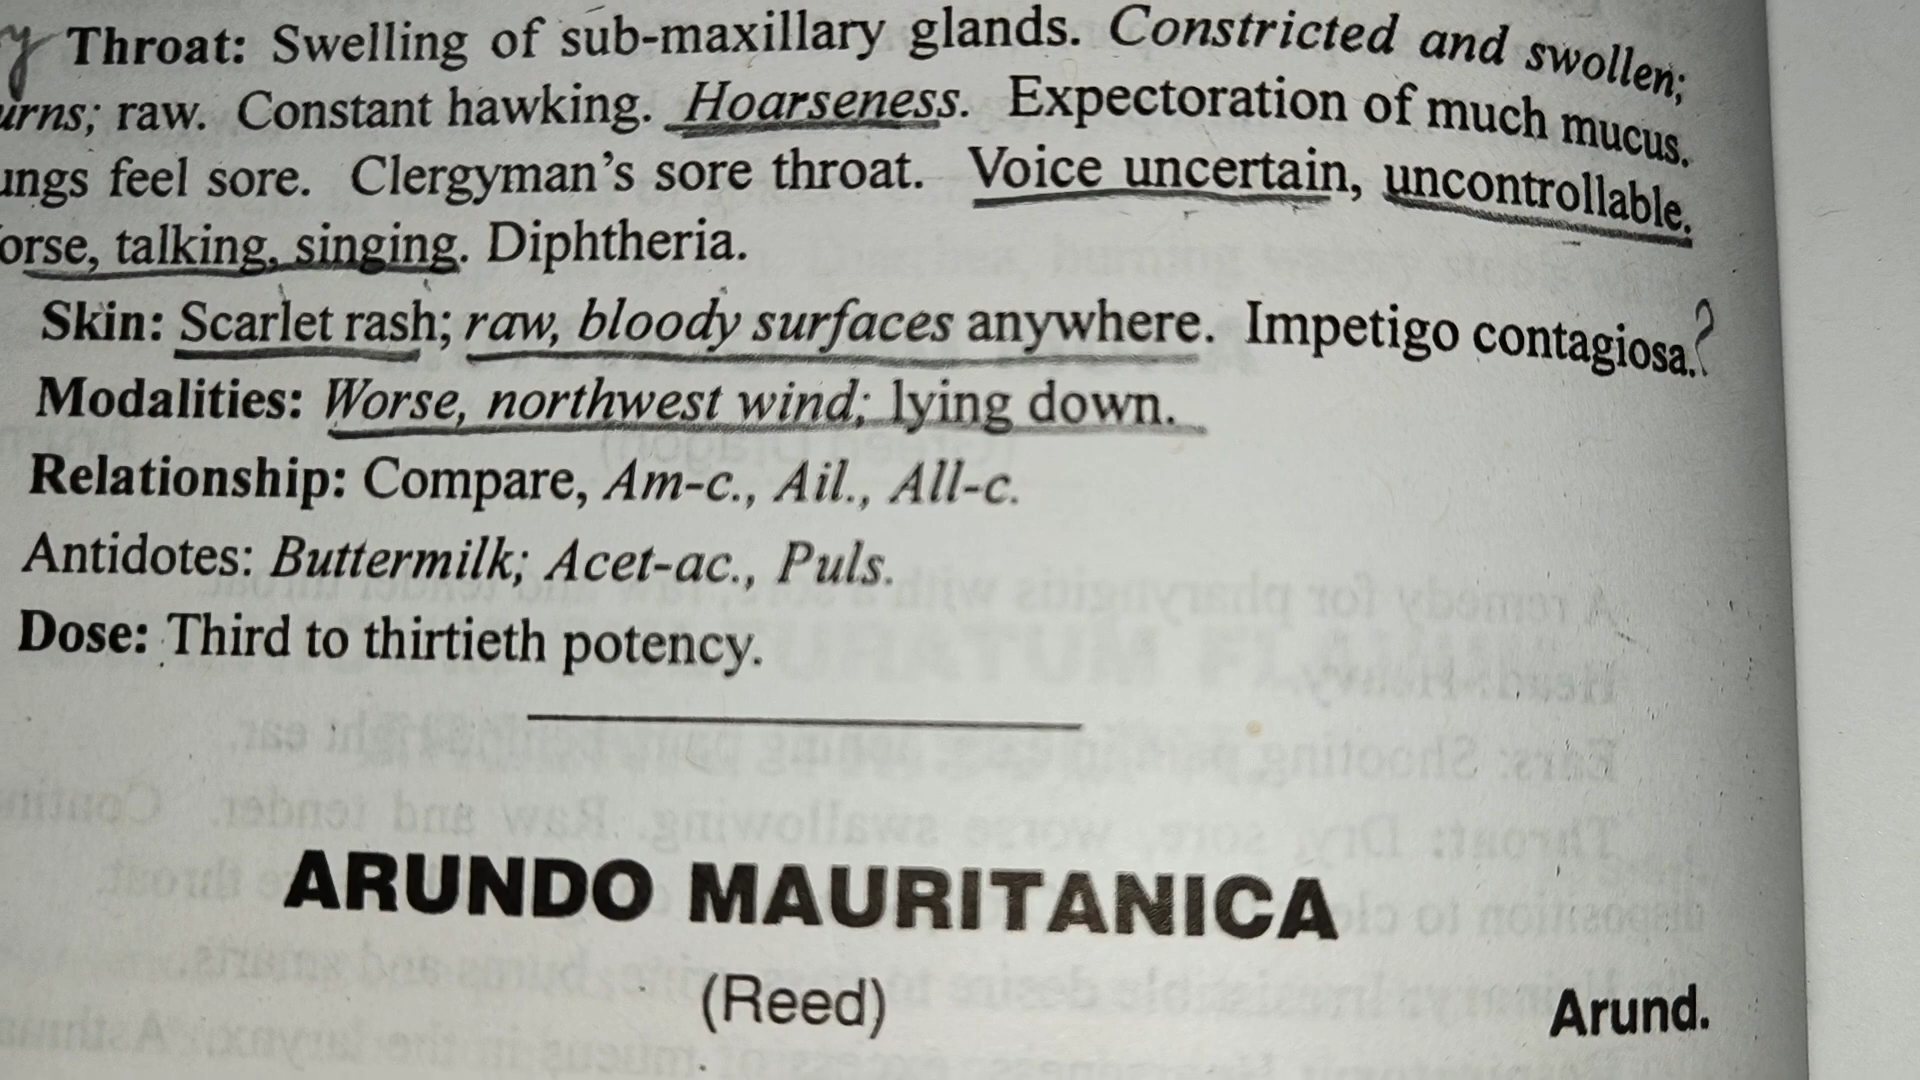 Throat: Swelling of sub-maxillary glands. Constricted and swollen;
urns; raw. Constant hawking. Hoarseness. Expectoration of much mucus.
ungs feel sore. Clergyman's sore throat. Voice uncertain, uncontrollable.
orse, talking, singing. Diphtheria.
Skin: Scarlet rash; raw, bloody surfaces anywhere. Impetigo contagiosa.?
Modalities: Worse, northwest wind; lying down.
Relationship: Compare, Am-c., Ail., All-c.
Antidotes: Buttermilk; Acet-ac., Puls.
Dose: Third to thirtieth potency.
ARUNDO MAURITANICA
(Reed)
Arund.